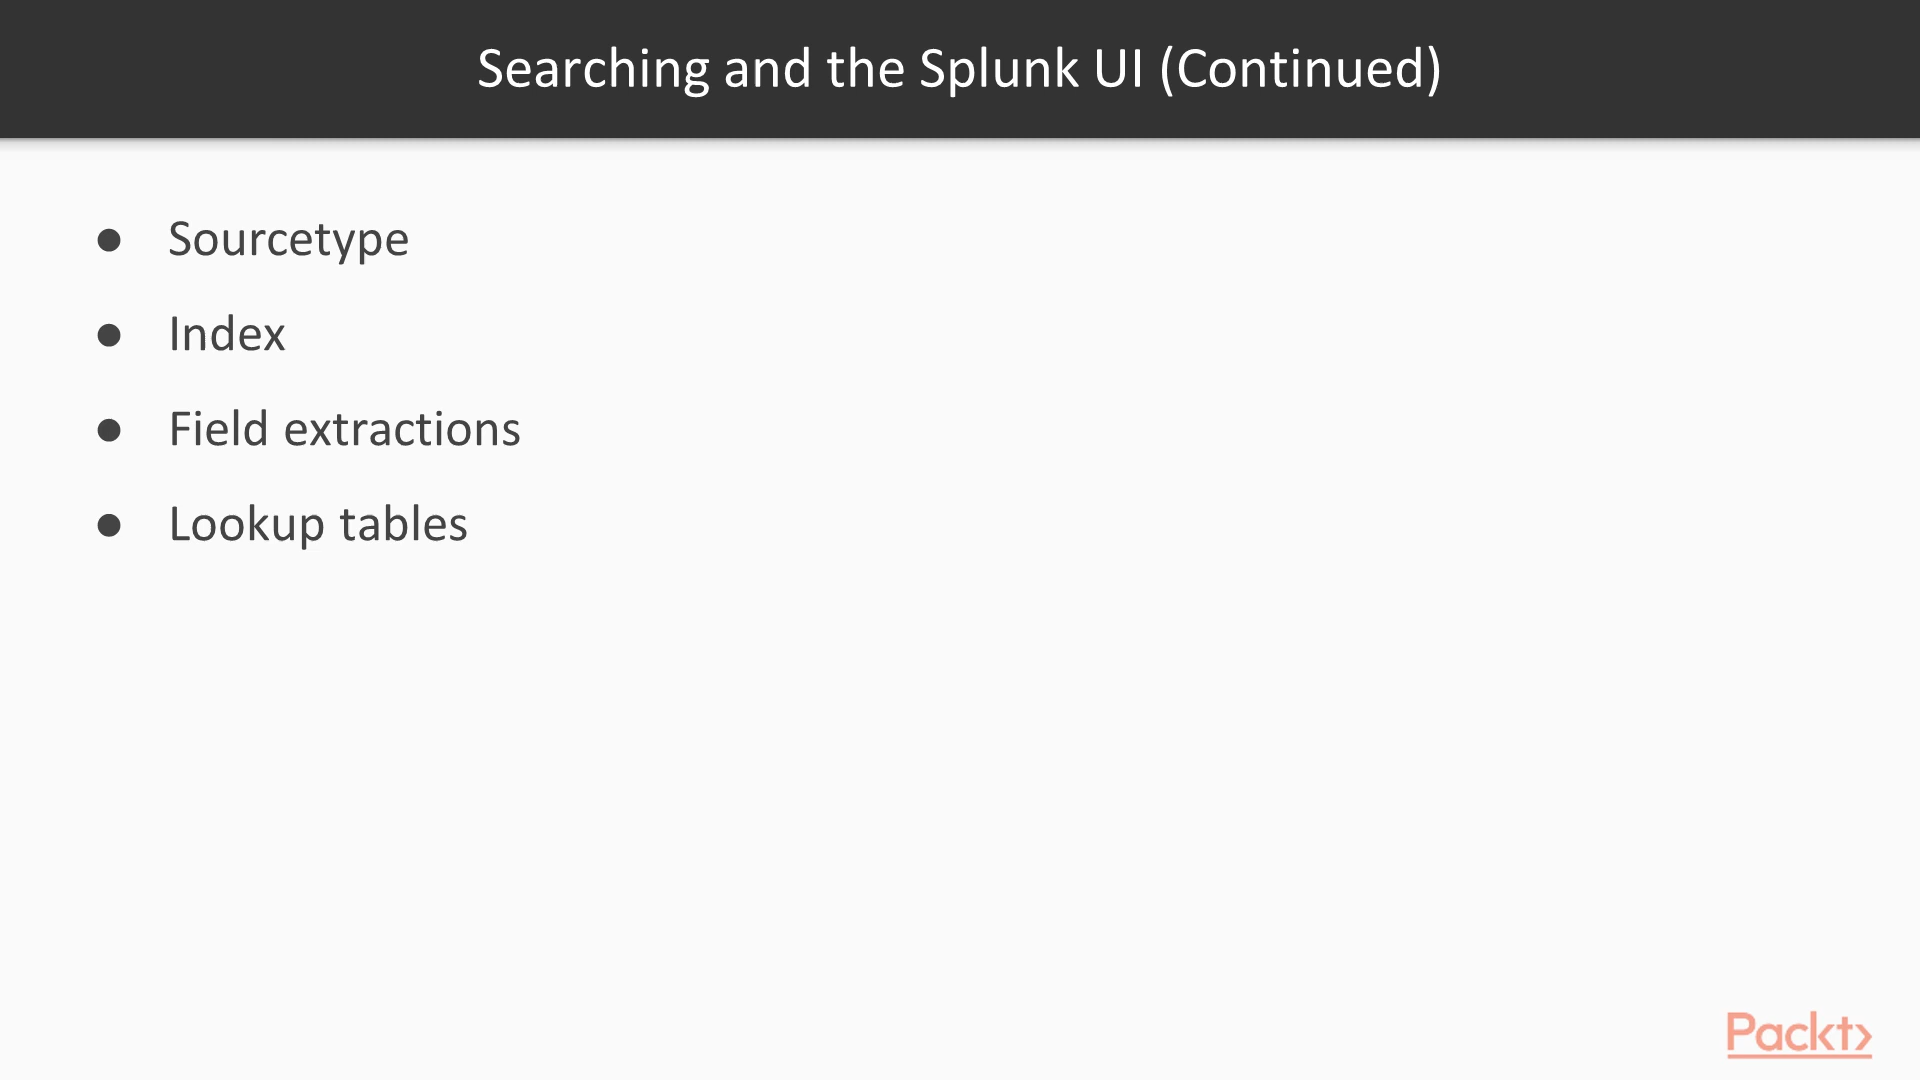 Searching and the Splunk UI (Continued)
● Sourcetype
● Index
● Field extractions
● Lookup tables
Packt>